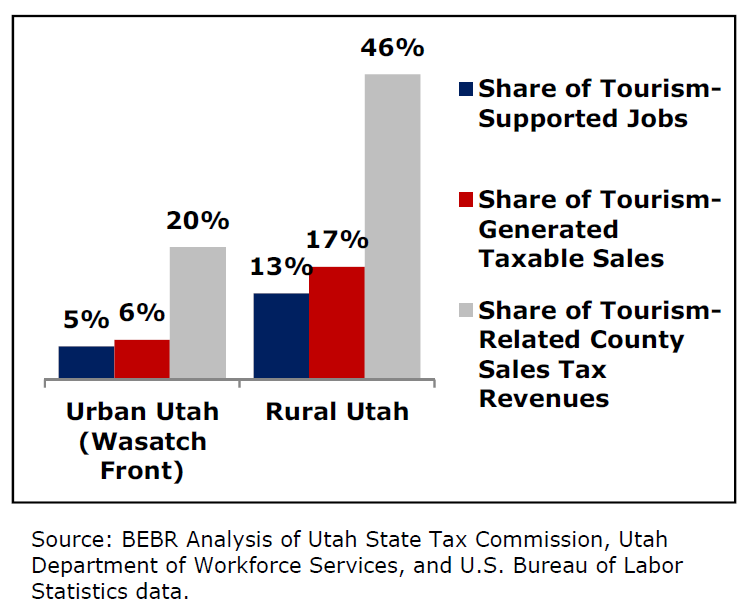 46%
20%
17%
13%
6%
5%
Urban Utah
(Wasatch
Front)
Rural Utah
Share of Tourism-
Supported Jobs
Share of Tourism-
Generated
Taxable Sales
Share of Tourism-
Related County
Sales Tax
Revenues
Source: BEBR Analysis of Utah State Tax Commission, Utah
Department of Workforce Services, and U.S. Bureau of Labor
Statistics data.